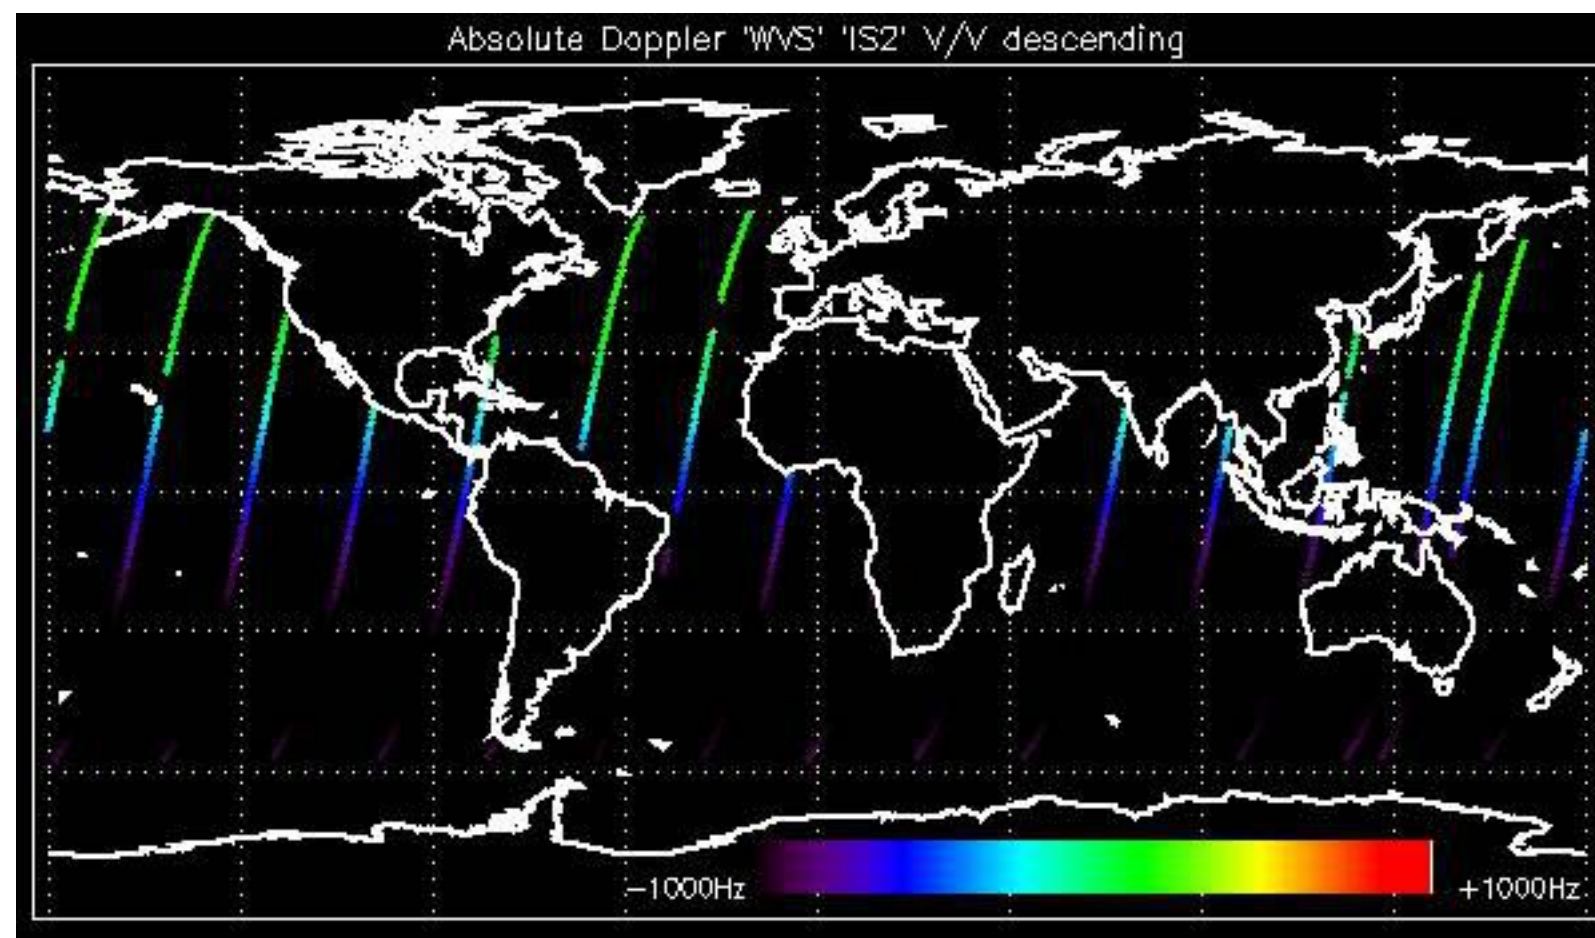 Absolute Doppler 'WVS' 'IS2' V/V descending
−1000Hz
+1000Hz